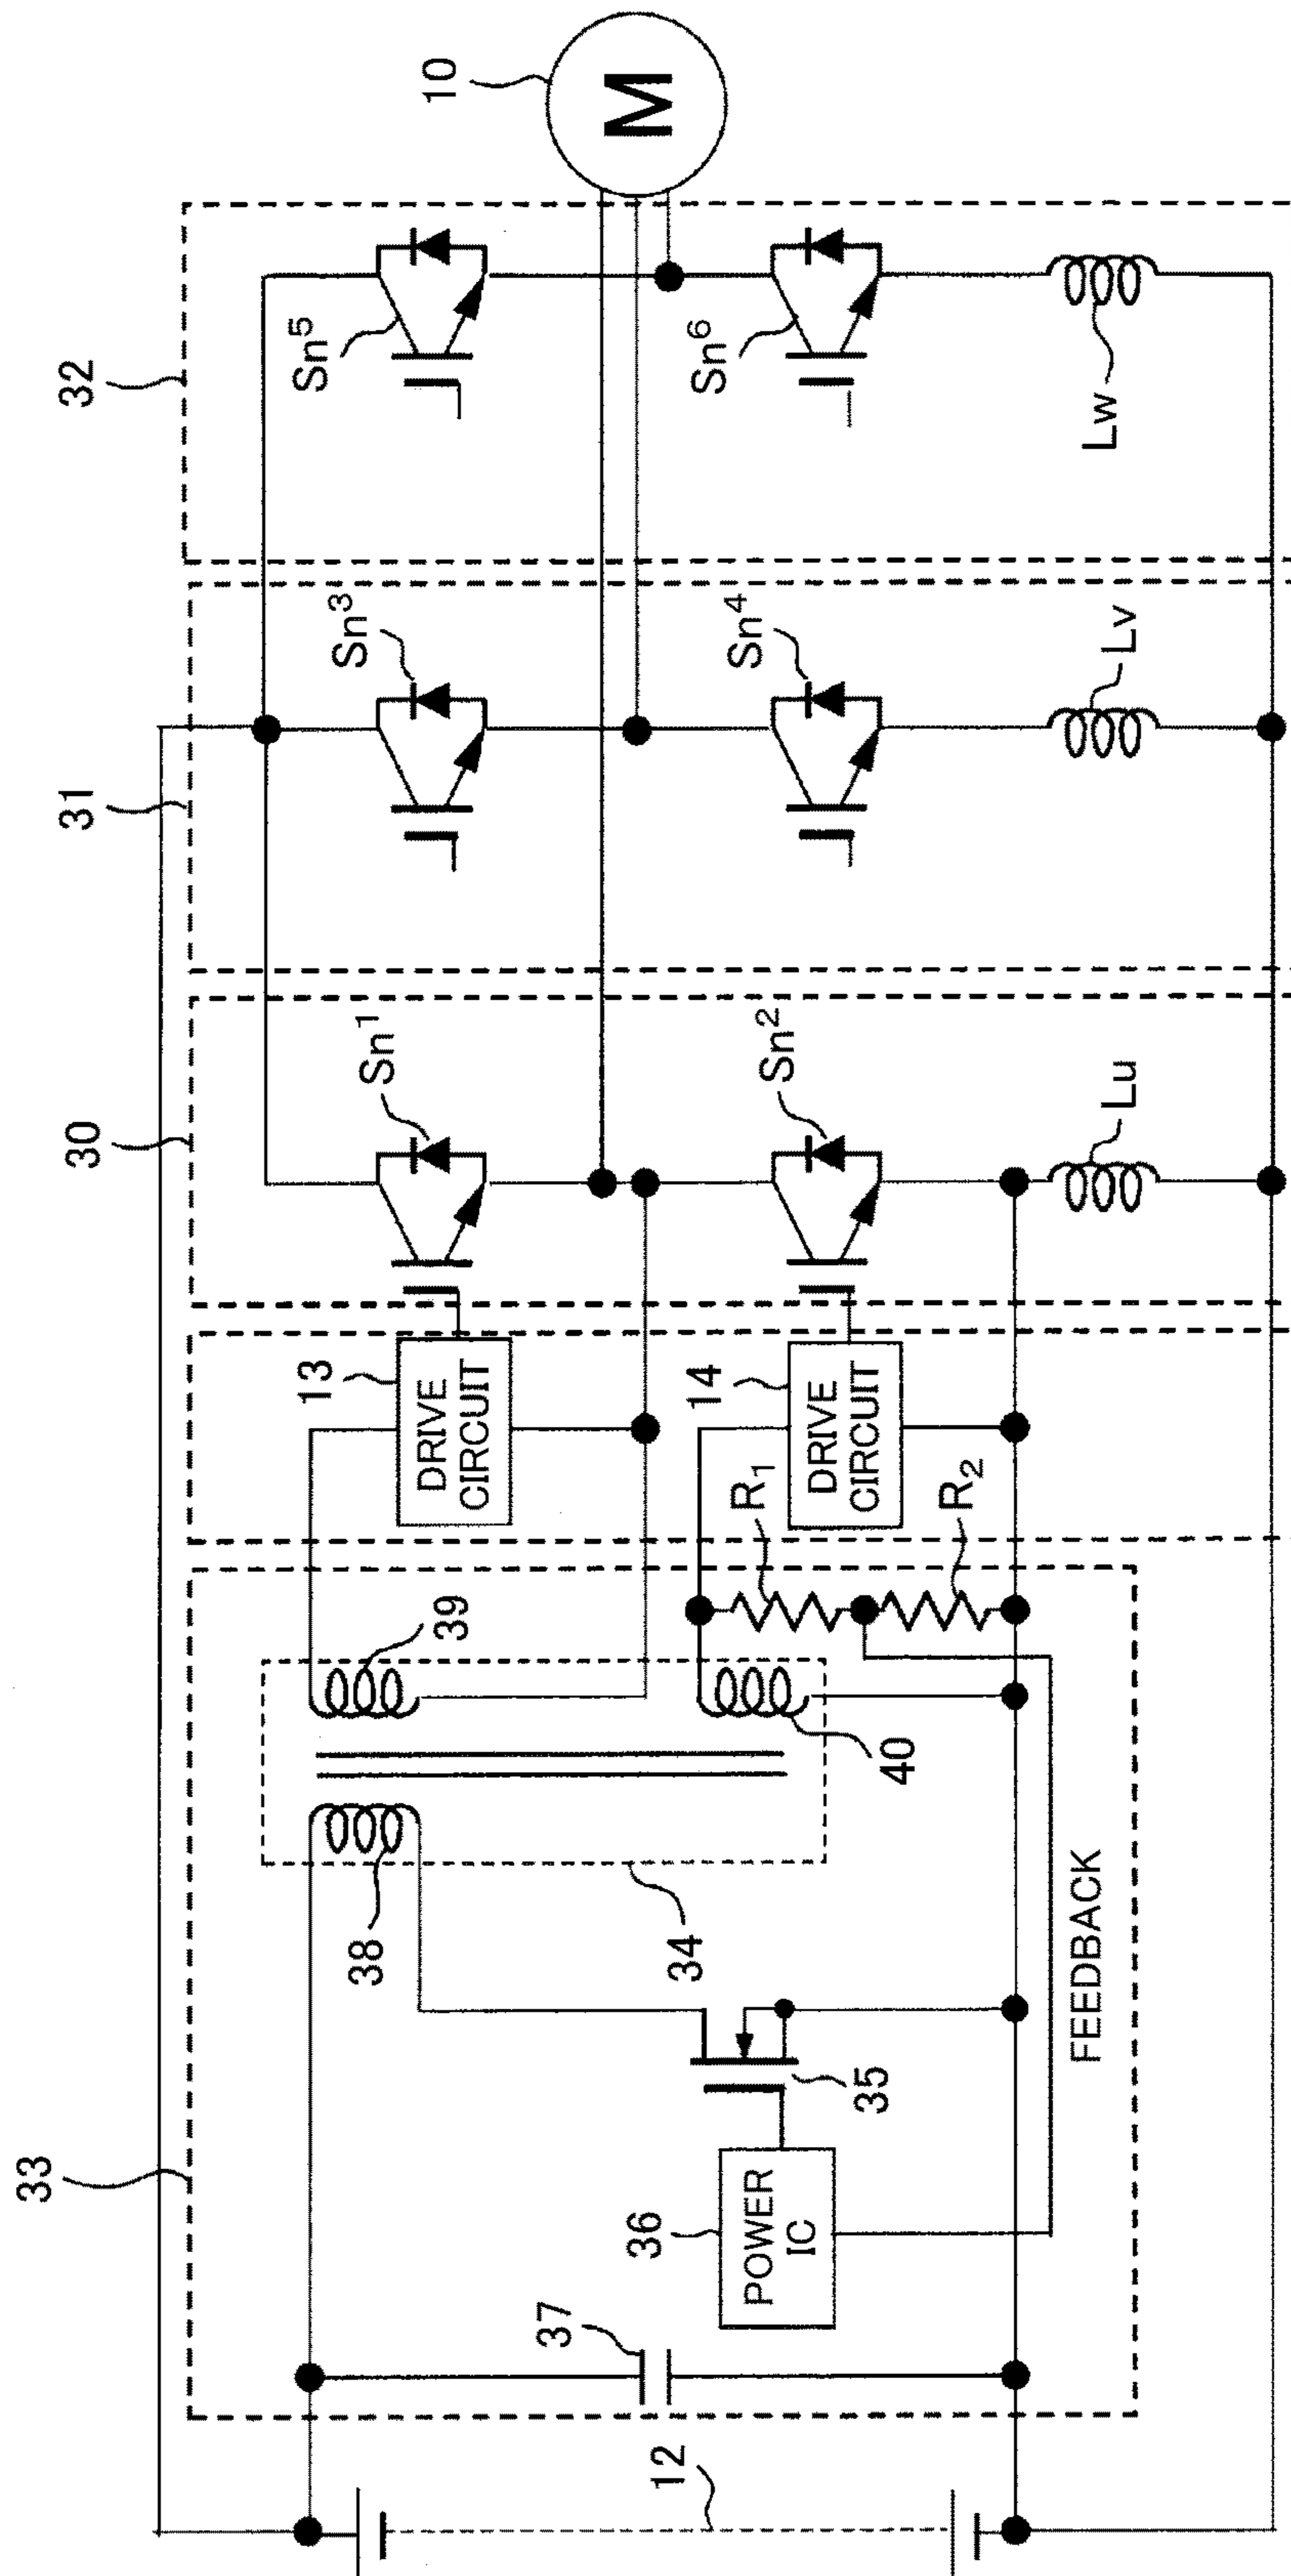 33
30
31
32
10
M
13
DRIVE
CIRCUIT
Sn1
Sn3
Sn5
39
38
37
34
36
POWER
IC
35
40
14
DRIVE
CIRCUIT
R1
R2
Sn2
Sn4
Sn6
Lu
Lv
Lw
12
FEEDBACK